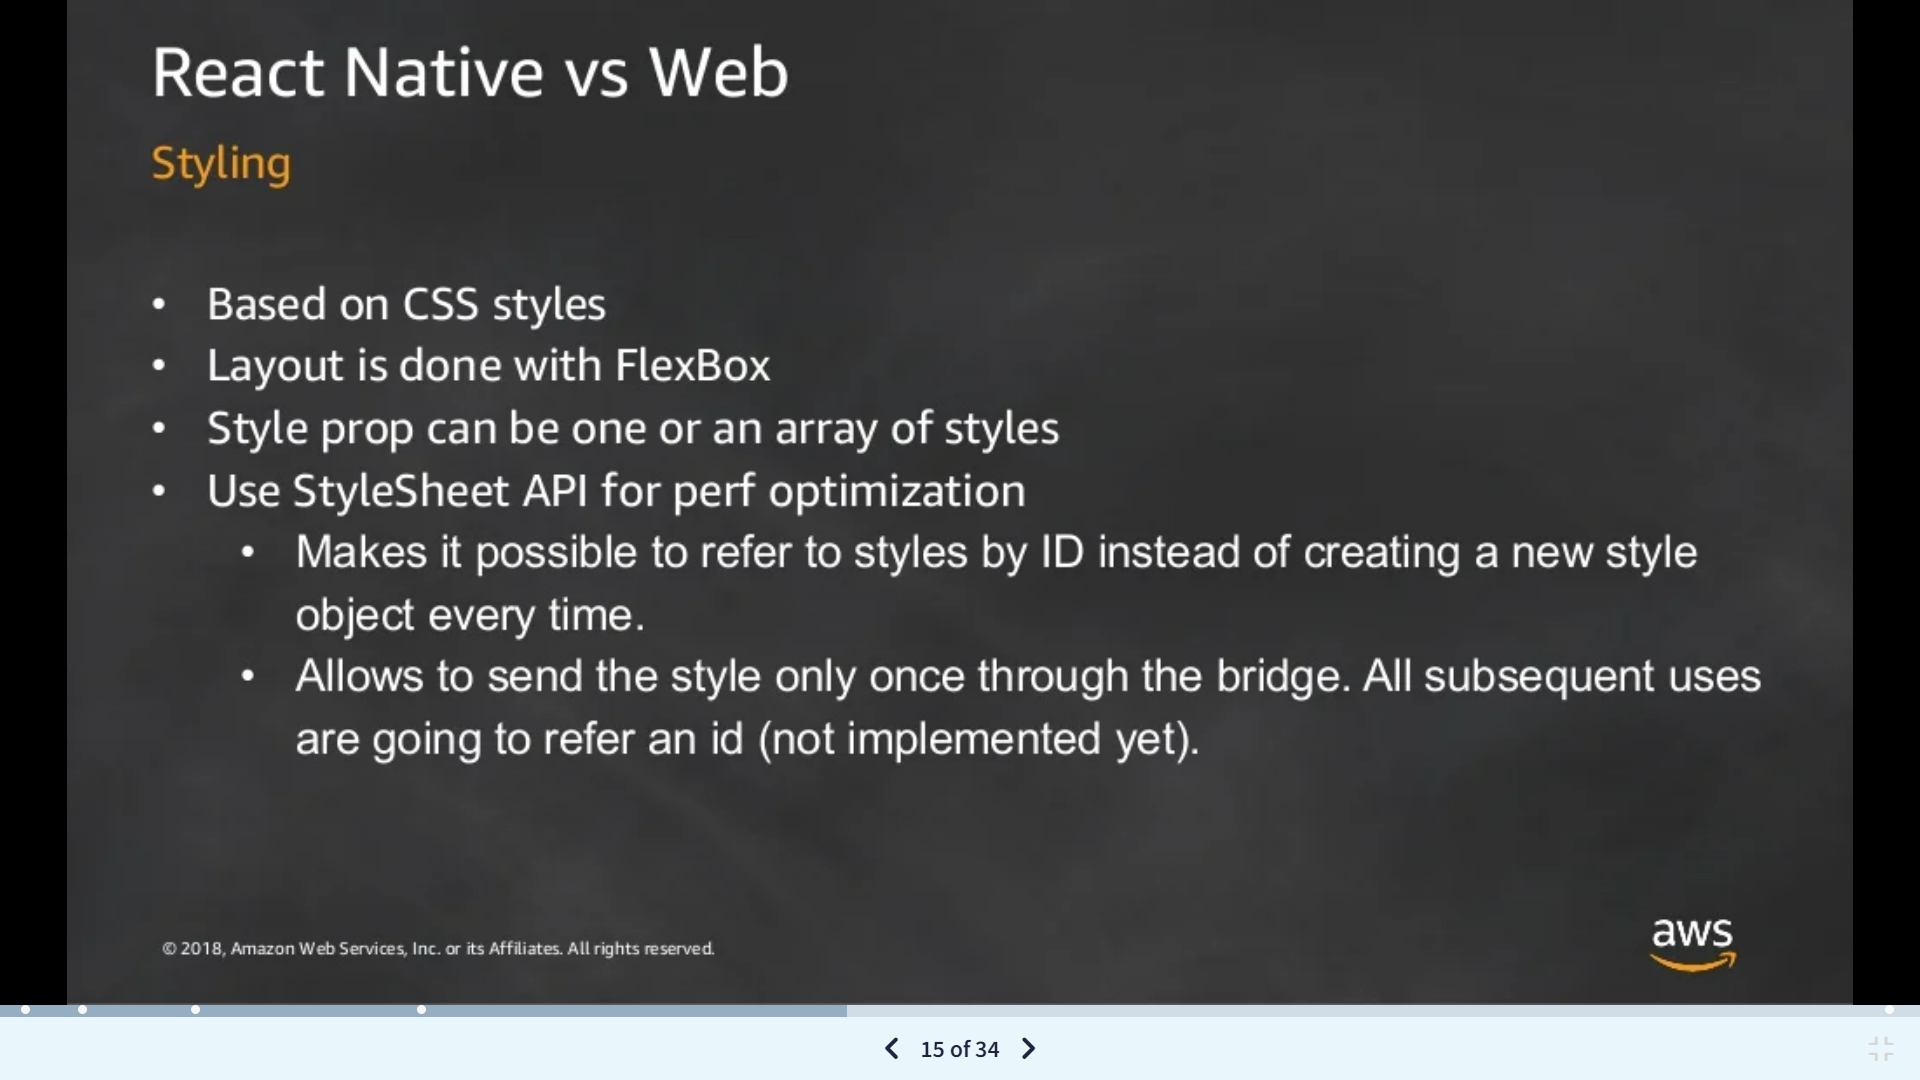 React Native vs Web
Styling
• Based on CSS styles
• Layout is done with FlexBox
• Style prop can be one or an array of styles
• Use StyleSheet API for perf optimization
• Makes it possible to refer to styles by ID instead of creating a new style
object every time.
• Allows to send the style only once through the bridge. All subsequent uses
are going to refer an id (not implemented yet).
© 2018, Amazon Web Services, Inc. or its Affiliates. All rights reserved.
aws
15 of 34